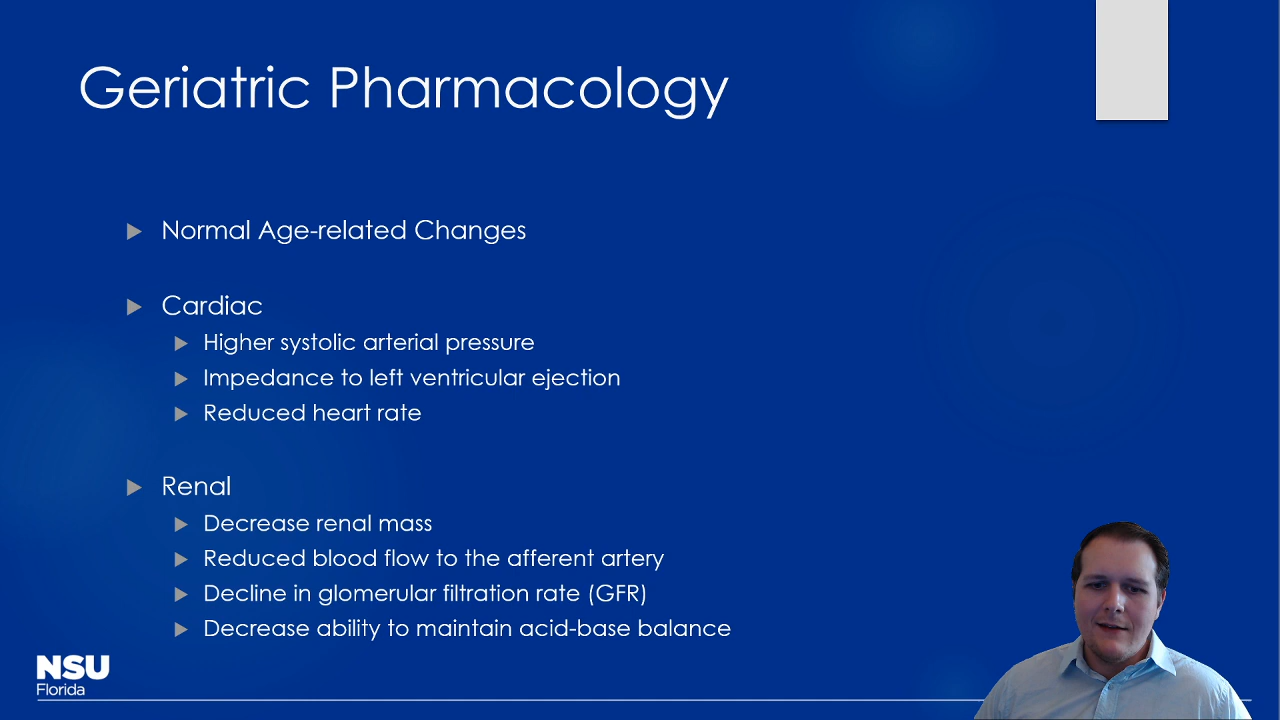 Geriatric Pharmacology
Normal Age-related Changes
Cardiac
Higher systolic arterial pressure
Impedance to left ventricular ejection
Reduced heart rate
Renal
Decrease renal mass
Reduced blood flow to the afferent artery
Decline in glomerular filtration rate (GFR)
Decrease ability to maintain acid-base balance
NSU
Florida